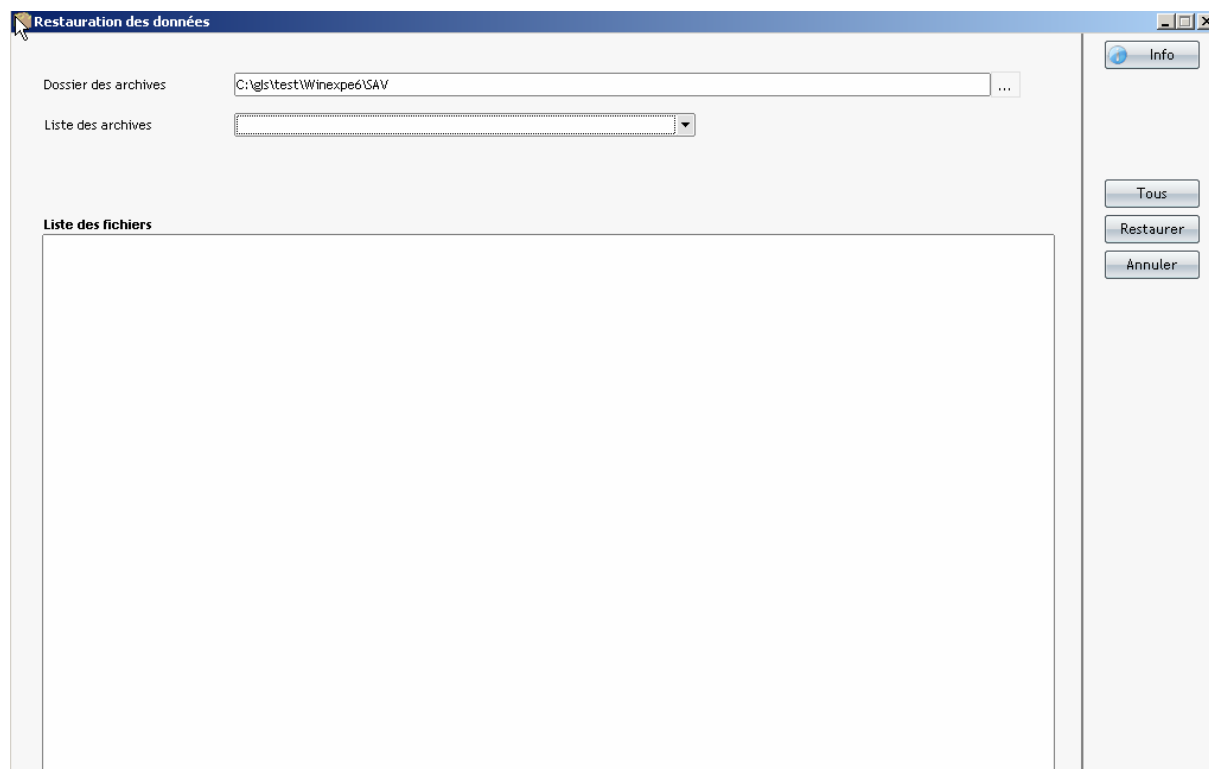 Restauration des données
Info
Dossier des archives C:\gls\test\Winexpe6\SAV ...
Liste des archives
Tous
Liste des fichiers
Restaurer
Annuler